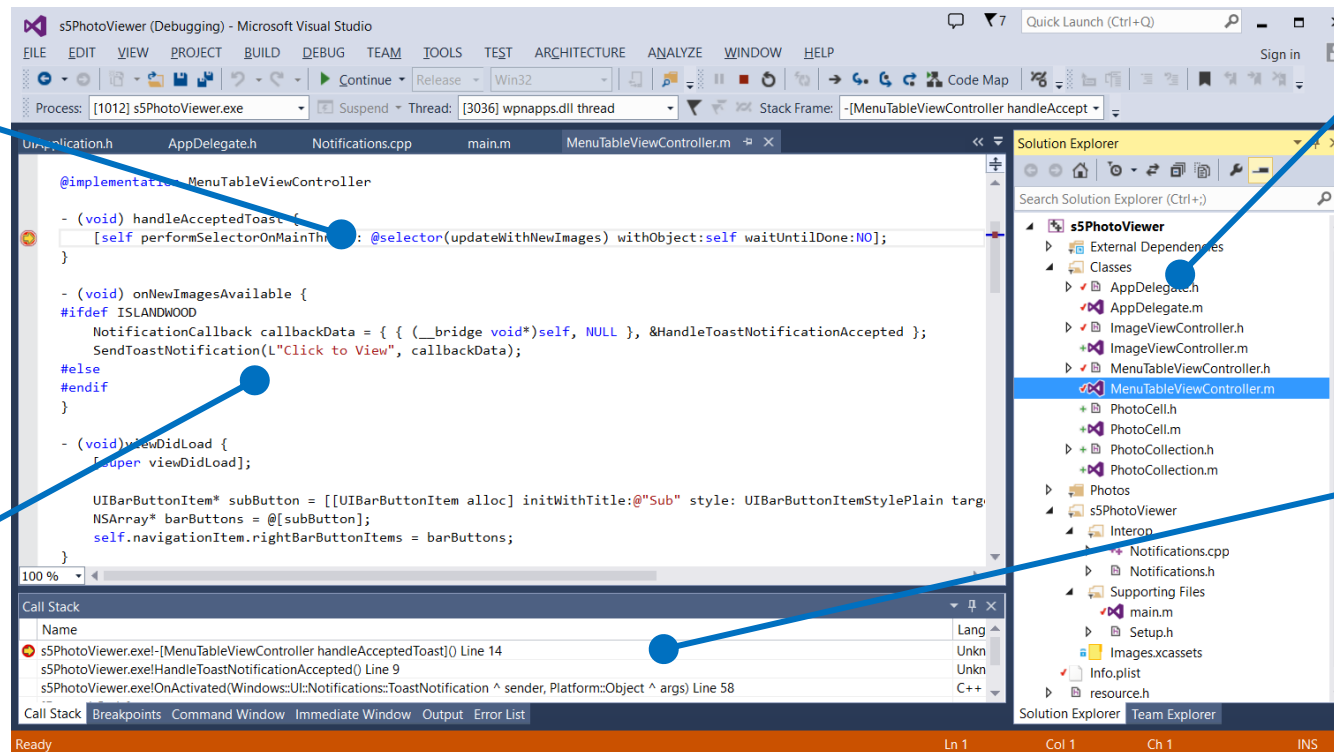 s5PhotoViewer (Debugging) - Microsoft Visual Studio
7
Quick Launch (Ctrl+Q)
FILE EDIT VIEW PROJECT BUILD DEBUG TEAM TOOLS TEST ARCHITECTURE ANALYZE WINDOW HELP
Sign in
Continue Release Win32 Code Map
Process: [1012] s5PhotoViewer.exe Suspend Thread: [3036] wpnapps.dll thread Stack Frame: -[MenuTableViewController handleAccept
UIApplication.h AppDelegate.h Notifications.cpp main.m MenuTableViewController.m
@implementation MenuTableViewController
- (void) handleAcceptedToast {
[self performSelectorOnMainThread: @selector(updateWithNewImages) withObject:self waitUntilDone:NO];
}
- (void) onNewImagesAvailable {
#ifdef ISLANDWOOD
NotificationCallback callbackData = { { (__bridge void*)self, NULL }, &HandleToastNotificationAccepted };
SendToastNotification(L"Click to View", callbackData);
#else
#endif
}
- (void)viewDidLoad {
[super viewDidLoad];
UIBarButtonItem* subButton = [[UIBarButtonItem alloc] initWithTitle:@"Sub" style: UIBarButtonItemStylePlain targ
NSArray* barButtons = @[subButton];
self.navigationItem.rightBarButtonItems = barButtons;
}
100 %
Call Stack
Name Lang
s5PhotoViewer.exe!-[MenuTableViewController handleAcceptedToast]() Line 14 Unkn
s5PhotoViewer.exe!HandleToastNotificationAccepted() Line 9 Unkn
s5PhotoViewer.exe!OnActivated(Windows::UI::Notifications::ToastNotification ^ sender, Platform::Object ^ args) Line 58 C++
Call Stack Breakpoints Command Window Immediate Window Output Error List
Solution Explorer
Search Solution Explorer (Ctrl+;)
s5PhotoViewer
External Dependencies
Classes
AppDelegate.h
AppDelegate.m
ImageViewController.h
ImageViewController.m
MenuTableViewController.h
MenuTableViewController.m
PhotoCell.h
PhotoCell.m
PhotoCollection.h
PhotoCollection.m
Photos
s5PhotoViewer
Interop
Notifications.cpp
Notifications.h
Supporting Files
main.m
Setup.h
Images.xcassets
Info.plist
resource.h
Solution Explorer Team Explorer
Ready Ln 1 Col 1 Ch 1 INS